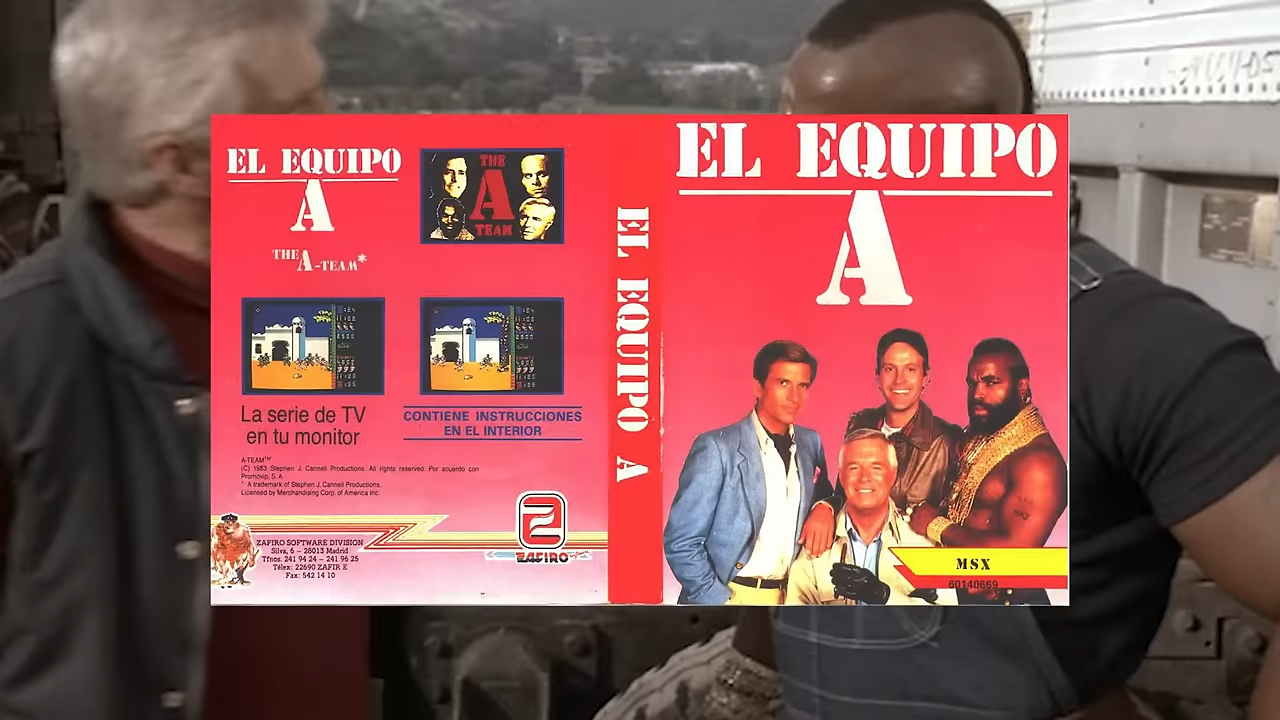 EL EQUIPO
A
THE A-TEAM*
THE
A
TEAM
La serie de TV
en tu monitor
CONTIENE INSTRUCCIONES
EN EL INTERIOR
A-TEAM™
(C) 1983 Stephen J. Cannell Productions. All rights reserved. Por acuerdo con
Promovip, S. A.
* A trademark of Stephen J. Cannell Productions,
Licensed by Merchandising Corp. of America Inc.
ZAFIRO SOFTWARE DIVISION
Silva, 6 - 28013 Madrid
Tfnos. 241 94 24 - 241 96 25
Télex: 22690 ZAFIR E
Fax: 542 14 10
ZAFIRO
EL EQUIPO A
EL EQUIPO
A
MSX
60140669